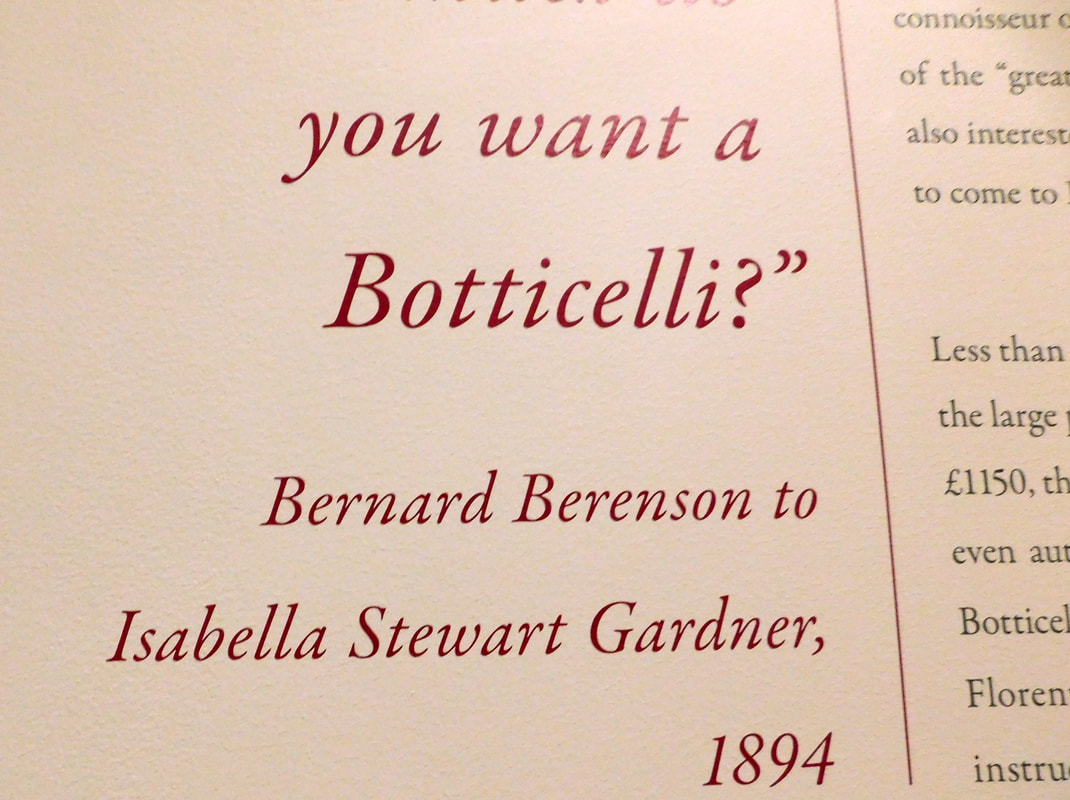 you want a
Botticelli?”
Bernard Berenson to
Isabella Stewart Gardner,
1894
connoisseur
of the “great
also interest
to come to
Less than
the large
£1150, th
even aut
Botticel
Floren
instru